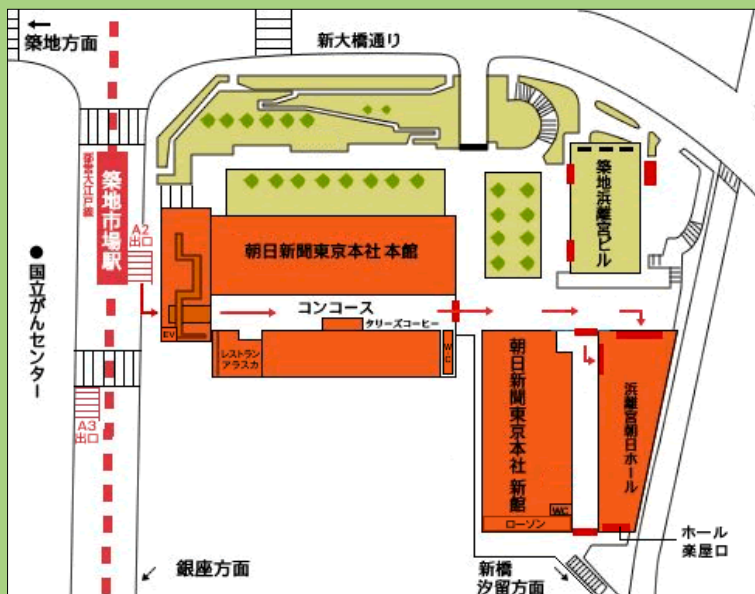 築地方面
新大橋通り
都営大江戸線
築地市場駅
A2
出口
築地浜離宮ビル
朝日新聞東京本社 本館
国立がんセンター
コンコース
タリーズコーヒー
EV
レストラン
アラスカ
W・C
朝日新聞東京本社 新館
浜離宮朝日ホール
A3
出口
WC
ローソン
ホール
楽屋口
銀座方面
新橋
汐留方面